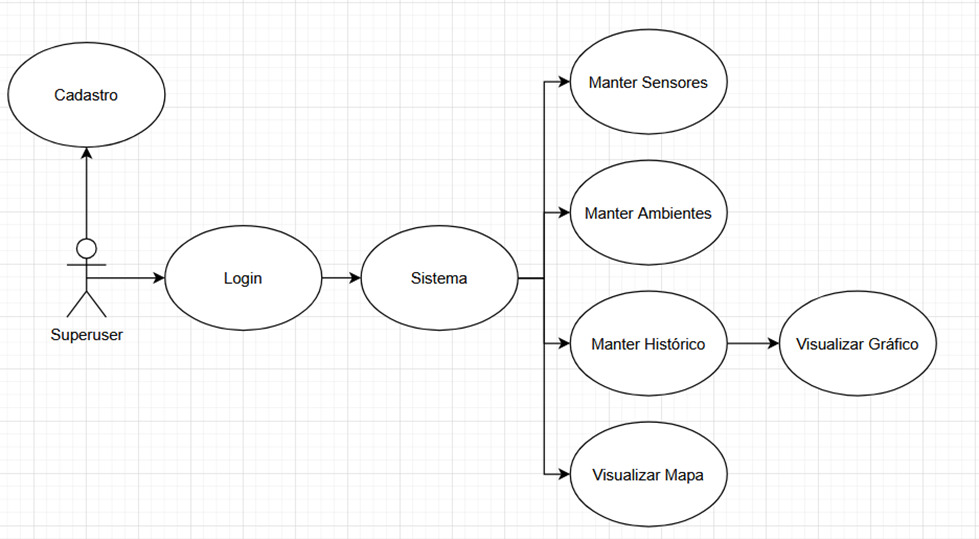 Cadastro
Superuser
Login
Sistema
Manter Sensores
Manter Ambientes
Manter Histórico
Visualizar Gráfico
Visualizar Mapa